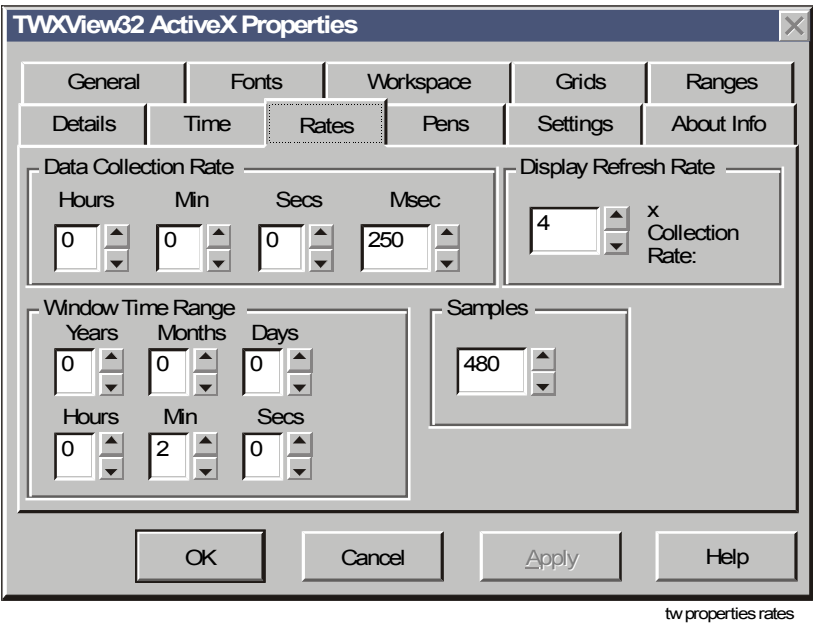 TWXView32 ActiveX Properties
General Fonts Workspace Grids Ranges
Details Time Rates Pens Settings About Info
Data Collection Rate
Hours Min Secs Msec
0 0 0 250
Display Refresh Rate
4 x
Collection
Rate:
Window Time Range
Years Months Days
0 0 0
Hours Min Secs
0 2 0
Samples
480
OK Cancel Apply Help
tw properties rates